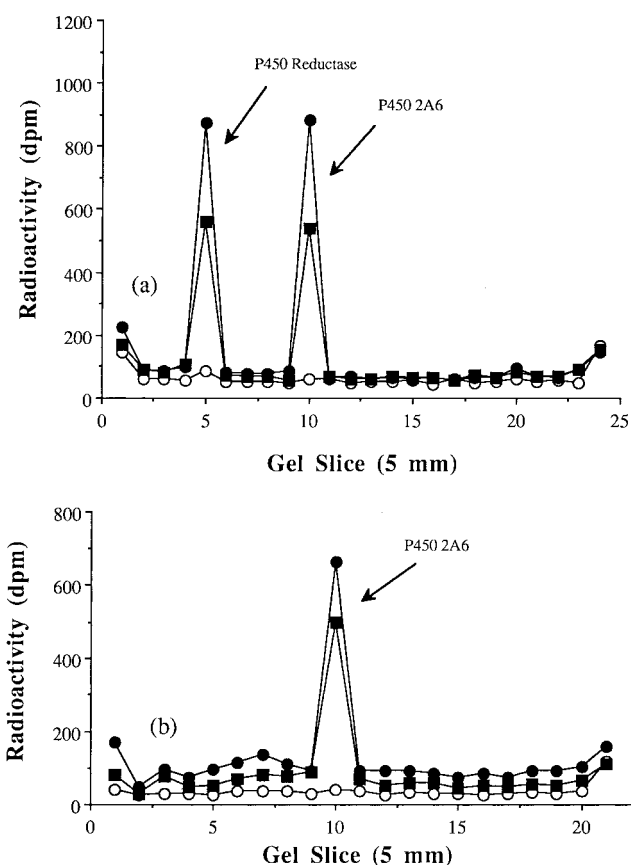 1200
1000
800
600
400
200
0
Radioactivity (dpm)
P450 Reductase
P450 2A6
(a)
0 5 10 15 20 25
Gel Slice (5 mm)
800
600
400
200
0
Radioactivity (dpm)
P450 2A6
(b)
0 5 10 15 20
Gel Slice (5 mm)